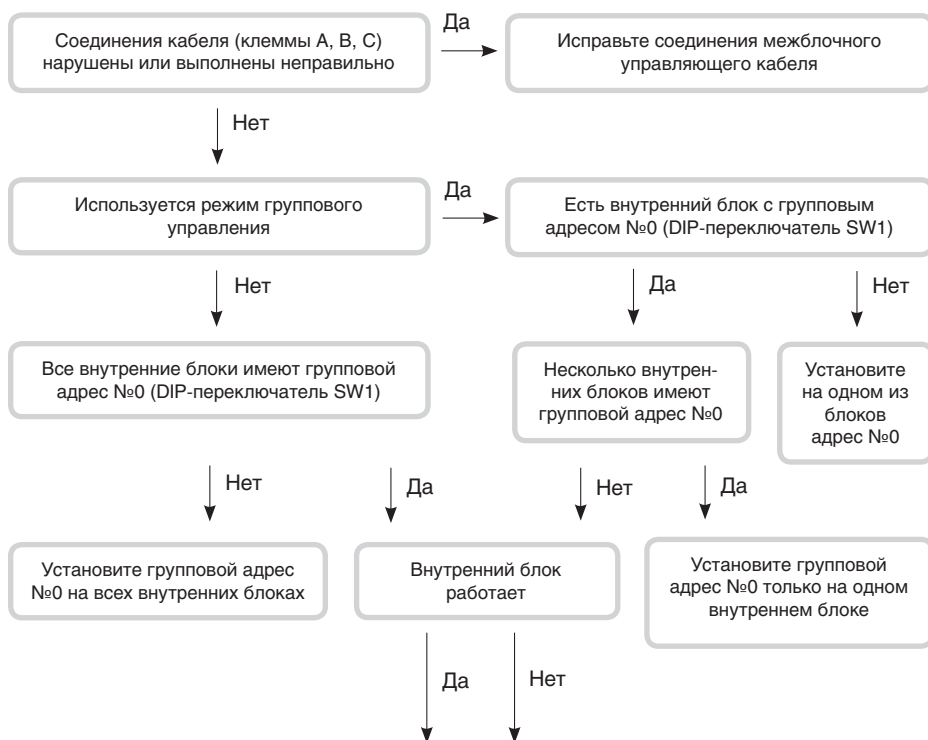 Да
Соединения кабеля (клеммы А, В, С)
нарушены или выполнены неправильно
Исправьте соединения межблочного
управляющего кабеля
Нет
Да
Используется режим группового
управления
Есть внутренний блок с групповым
адресом №0 (DIP-переключатель SW1)
Нет
Да
Нет
Все внутренние блоки имеют групповой
адрес №0 (DIP-переключатель SW1)
Несколько внутрен-
них блоков имеют
групповой адрес №0
Установите
на одном из
блоков
адрес №0
Нет
Да
Нет
Да
Установите групповой адрес
№0 на всех внутренних блоках
Внутренний блок
работает
Установите групповой
адрес №0 только на одном
внутреннем блоке
Да
Нет